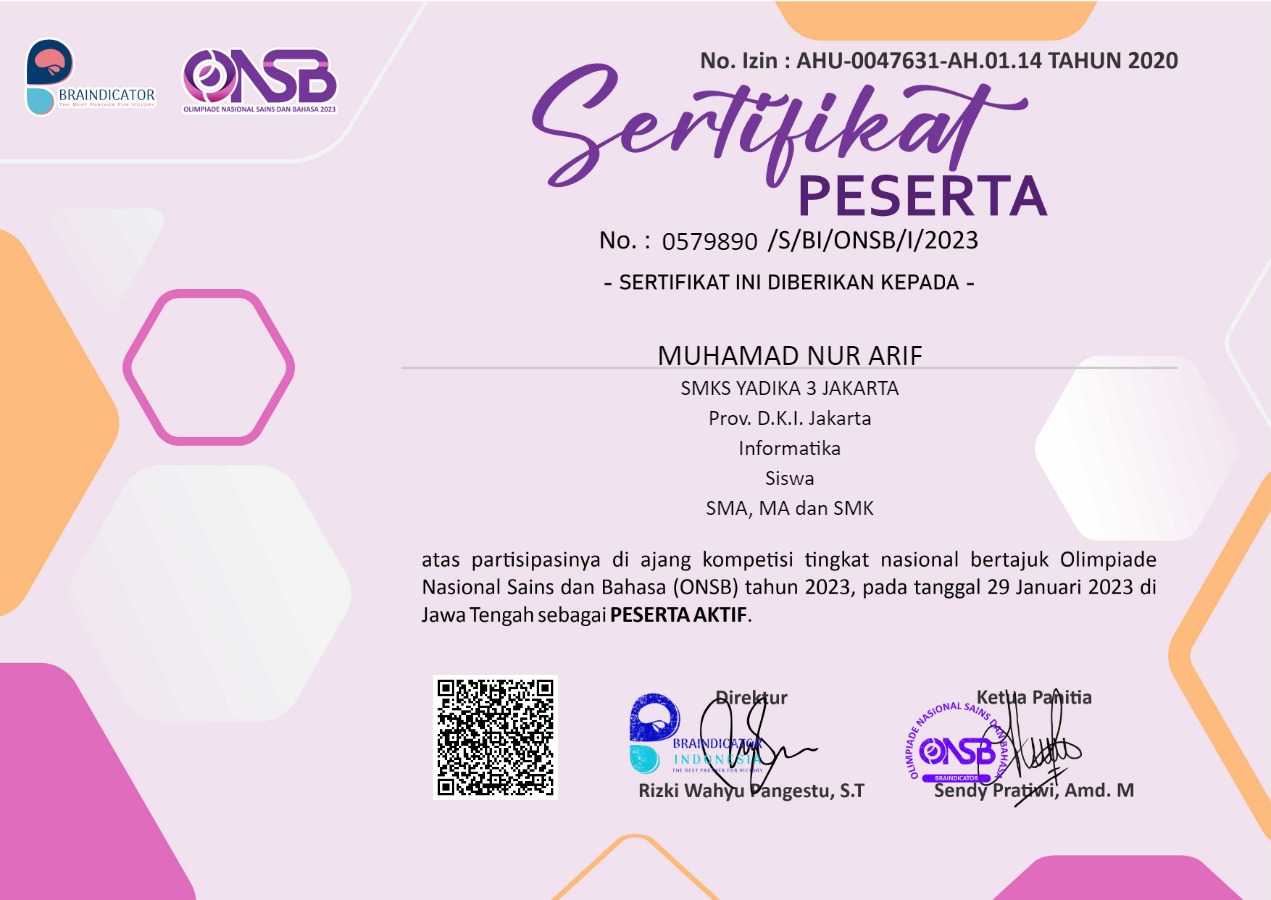 BRAINDICATOR
THE BEST PARTNER FOR VICTORY
ONSB
OLIMPIADE NASIONAL SAINS DAN BAHASA 2023
No. Izin : AHU-0047631-AH.01.14 TAHUN 2020
Sertifikat
PESERTA
No. : 0579890 /S/BI/ONSB/I/2023
- SERTIFIKAT INI DIBERIKAN KEPADA -
MUHAMAD NUR ARIF
SMKS YADIKA 3 JAKARTA
Prov. D.K.I. Jakarta
Informatika
Siswa
SMA, MA dan SMK
atas partisipasinya di ajang kompetisi tingkat nasional bertajuk Olimpiade
Nasional Sains dan Bahasa (ONSB) tahun 2023, pada tanggal 29 Januari 2023 di
Jawa Tengah sebagai PESERTA AKTIF.
Direktur
BRAINDICATOR
INDONESIA
THE BEST PARTNER FOR VICTORY
Rizki Wahyu Pangestu, S.T
Ketua Panitia
OLIMPIADE NASIONAL SAINS DAN BAHASA
ONSB
BRAINDICATOR
Sendy Pratiwi, Amd. M